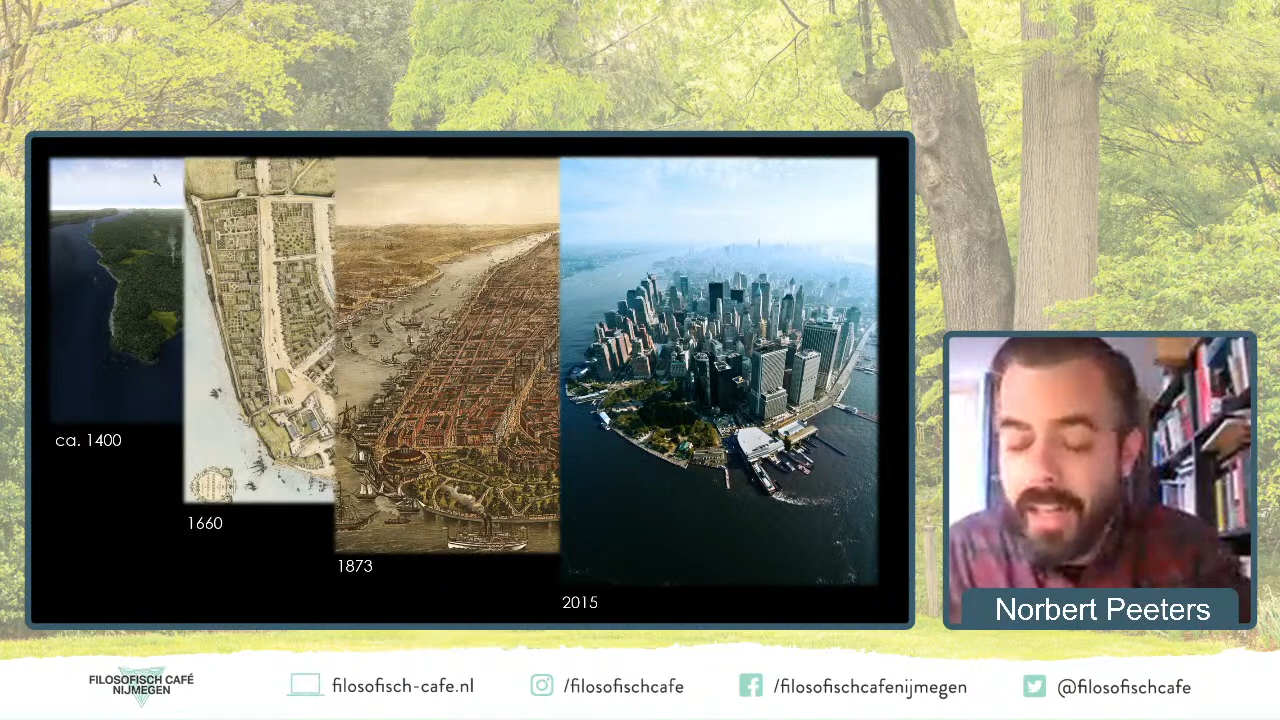 ca. 1400
1660
1873
2015
Norbert Peeters
FILOSOFISCH CAFÉ
NIJMEGEN
filosofisch-cafe.nl
/filosofischcafe
/filosofischcafenijmegen
@filosofischcafe